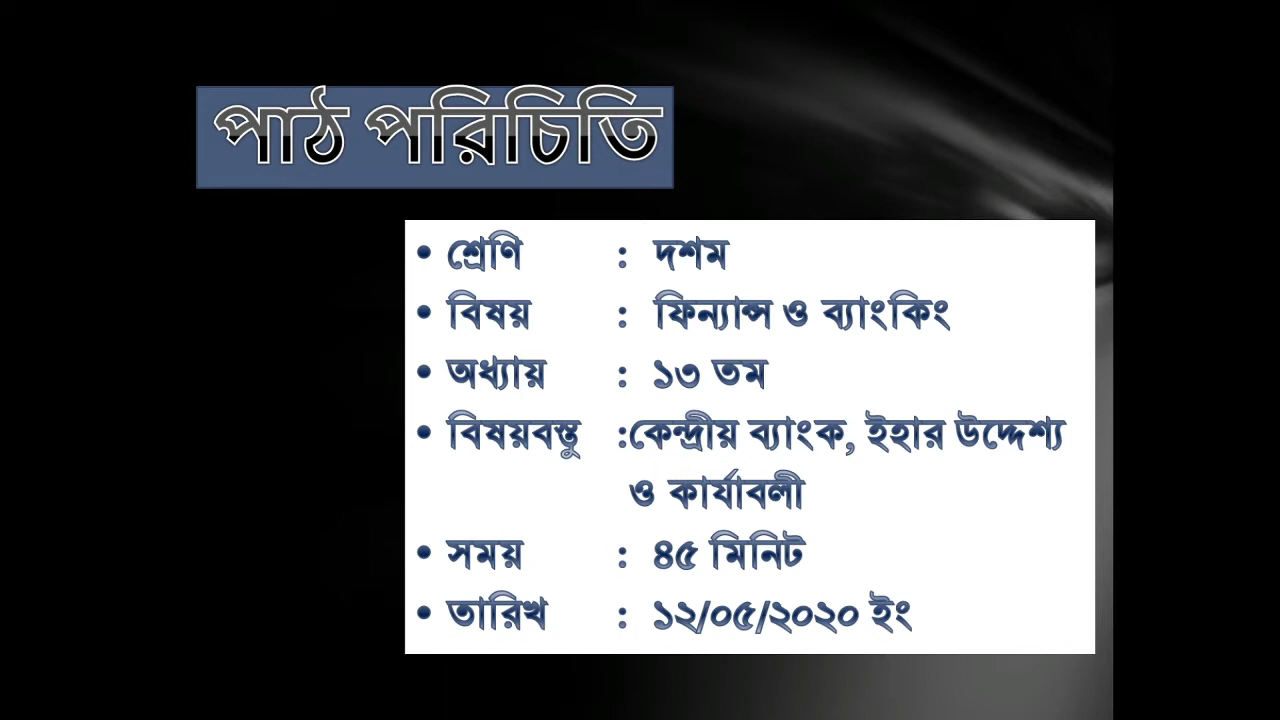 পাঠ পরিচিতি
• শ্রেণি : দশম
• বিষয় : ফিন্যান্স ও ব্যাংকিং
• অধ্যায় : ১৩ তম
• বিষয়বস্তু :কেন্দ্রীয় ব্যাংক, ইহার উদ্দেশ্য
ও কার্যাবলী
• সময় : ৪৫ মিনিট
• তারিখ : ১২/০৫/২০২০ ইং